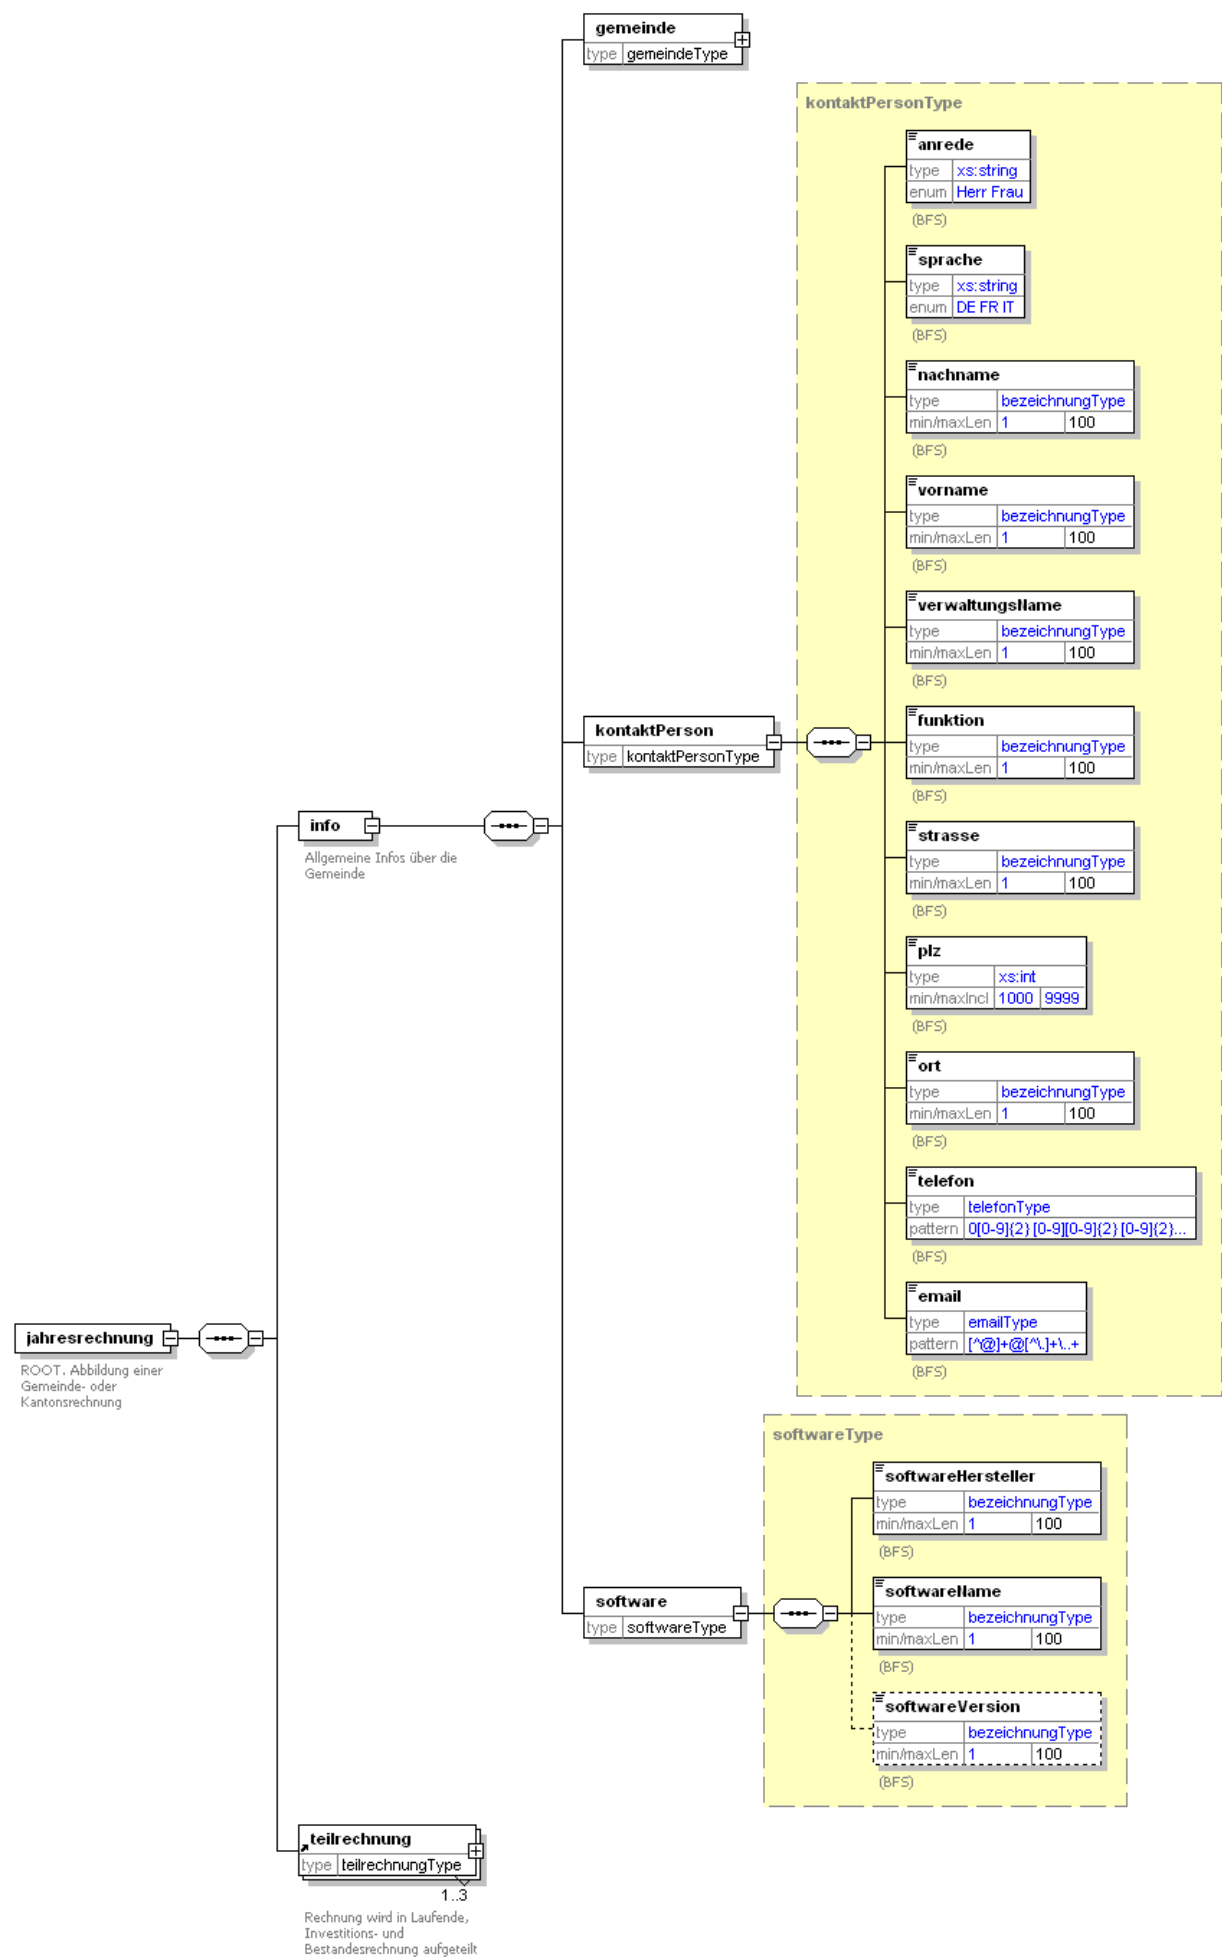 gemeinde
type gemeindeType
kontaktPersonType
anrede
type xs:string
enum Herr Frau
(BFS)
sprache
type xs:string
enum DE FR IT
(BFS)
nachname
type bezeichnungType
min/maxLen 1 100
(BFS)
vorname
type bezeichnungType
min/maxLen 1 100
(BFS)
verwaltungsName
type bezeichnungType
min/maxLen 1 100
(BFS)
kontaktPerson
type kontaktPersonType
funktion
type bezeichnungType
min/maxLen 1 100
(BFS)
info
Allgemeine Infos über die
Gemeinde
strasse
type bezeichnungType
min/maxLen 1 100
(BFS)
plz
type xs:int
min/maxIncl 1000 9999
(BFS)
ort
type bezeichnungType
min/maxLen 1 100
(BFS)
telefon
type telefonType
pattern 0[0-9]{2} [0-9][0-9]{2} [0-9]{2}...
(BFS)
email
type emailType
pattern [^@]+@[^\.]+\..+
(BFS)
jahresrechnung
ROOT. Abbildung einer
Gemeinde- oder
Kantonsrechnung
softwareType
softwareHersteller
type bezeichnungType
min/maxLen 1 100
(BFS)
software
type softwareType
softwareName
type bezeichnungType
min/maxLen 1 100
(BFS)
softwareVersion
type bezeichnungType
min/maxLen 1 100
(BFS)
teilrechnung
type teilrechnungType
1..3
Rechnung wird in Laufende,
Investitions- und
Bestandesrechnung aufgeteilt